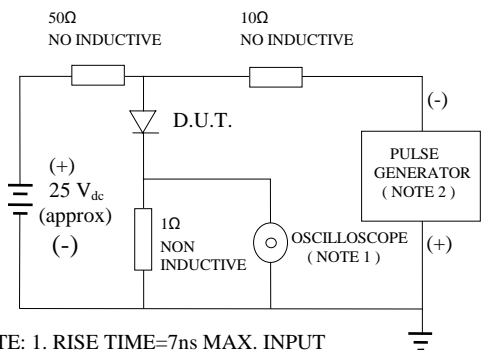 50Ω
NO INDUCTIVE
10Ω
NO INDUCTIVE
(-)
D.U.T.
PULSE
GENERATOR
( NOTE 2 )
(+)
25 Vdc
(approx)
(-)
1Ω
NON
INDUCTIVE
OSCILLOSCOPE
( NOTE 1 )
(+)
TE: 1. RISE TIME=7ns MAX. INPUT